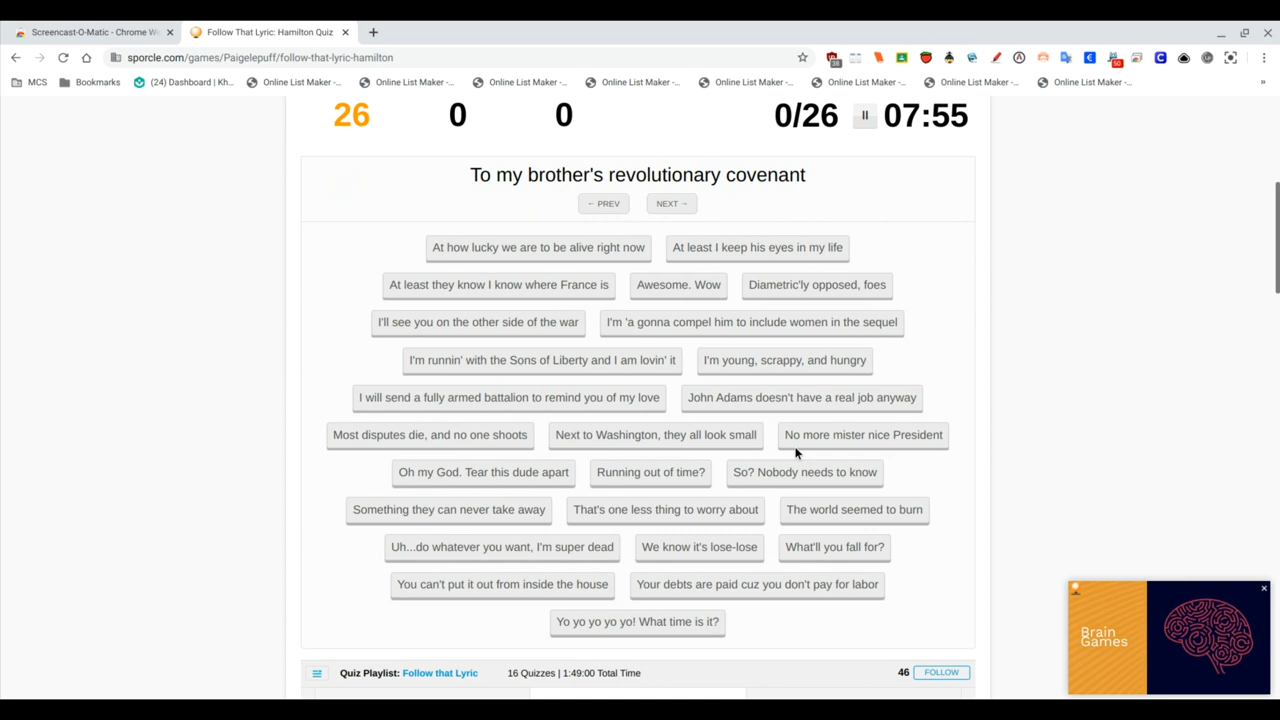 Screencast-O-Matic - Chrome We
Follow That Lyric: Hamilton Quiz
sporcle.com/games/Paigelepuff/follow-that-lyric-hamilton
MCS Bookmarks (24) Dashboard | Kh... Online List Maker -... Online List Maker -... Online List Maker -... Online List Maker -... Online List Maker -... Online List Maker -... Online List Maker -... Online List Maker -...
26 0 0 0/26 07:55
To my brother's revolutionary covenant
← PREV NEXT →
At how lucky we are to be alive right now At least I keep his eyes in my life
At least they know I know where France is Awesome. Wow Diametric'ly opposed, foes
I'll see you on the other side of the war I'm 'a gonna compel him to include women in the sequel
I'm runnin' with the Sons of Liberty and I am lovin' it I'm young, scrappy, and hungry
I will send a fully armed battalion to remind you of my love John Adams doesn't have a real job anyway
Most disputes die, and no one shoots Next to Washington, they all look small No more mister nice President
Oh my God. Tear this dude apart Running out of time? So? Nobody needs to know
Something they can never take away That's one less thing to worry about The world seemed to burn
Uh...do whatever you want, I'm super dead We know it's lose-lose What'll you fall for?
You can't put it out from inside the house Your debts are paid cuz you don't pay for labor
Yo yo yo yo yo! What time is it?
Brain
Games
Quiz Playlist: Follow that Lyric 16 Quizzes | 1:49:00 Total Time 46 FOLLOW